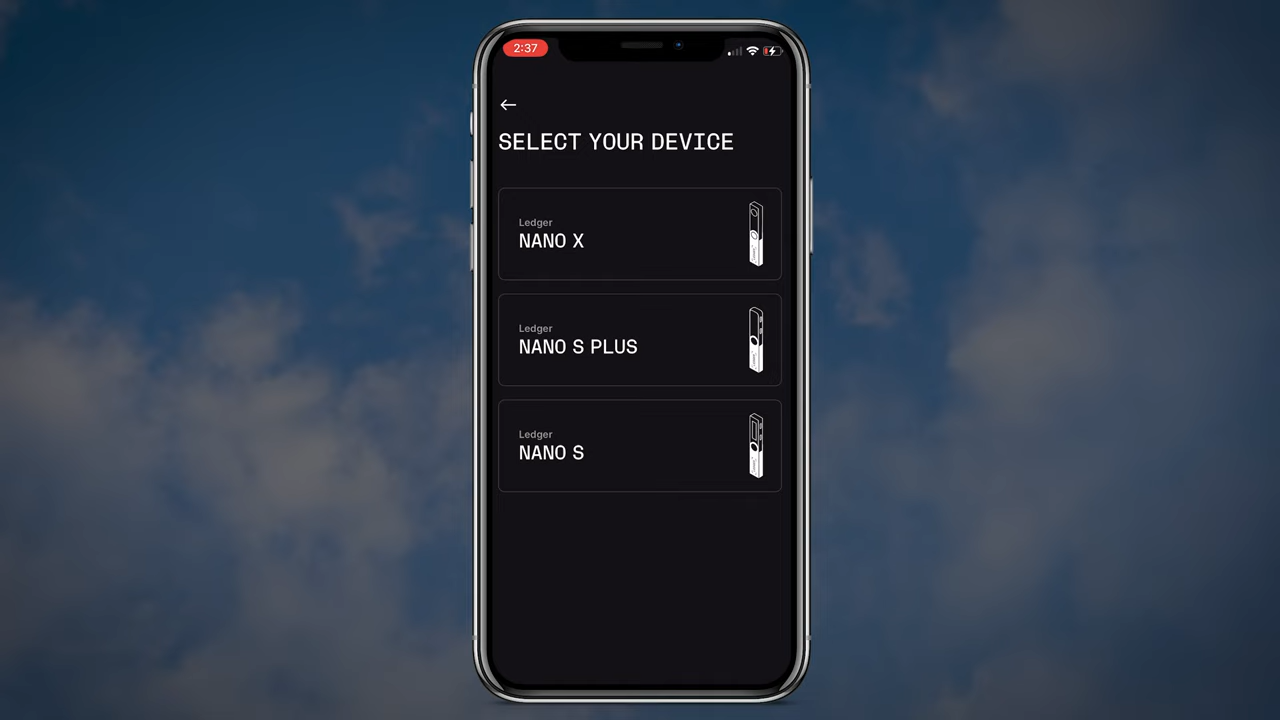 2:37
SELECT YOUR DEVICE
Ledger
NANO X
Ledger
NANO S PLUS
Ledger
NANO S